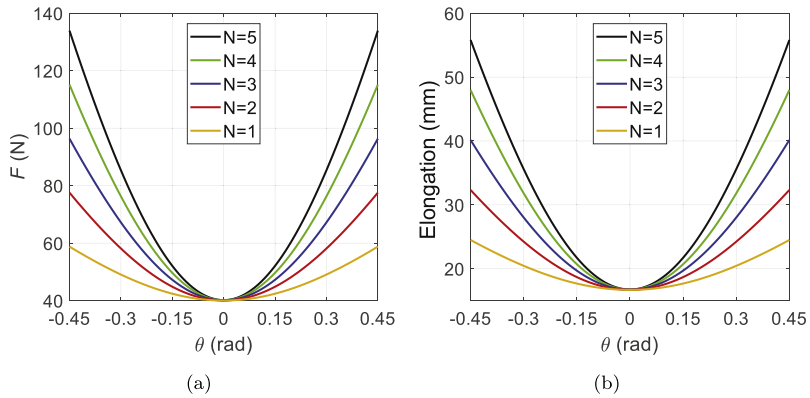 140
120
100
80
60
40
F (N)
-0.45 -0.3 -0.15 0 0.15 0.3 0.45
θ (rad)
N=5
N=4
N=3
N=2
N=1
(a)
60
50
40
30
20
Elongation (mm)
-0.45 -0.3 -0.15 0 0.15 0.3 0.45
θ (rad)
N=5
N=4
N=3
N=2
N=1
(b)